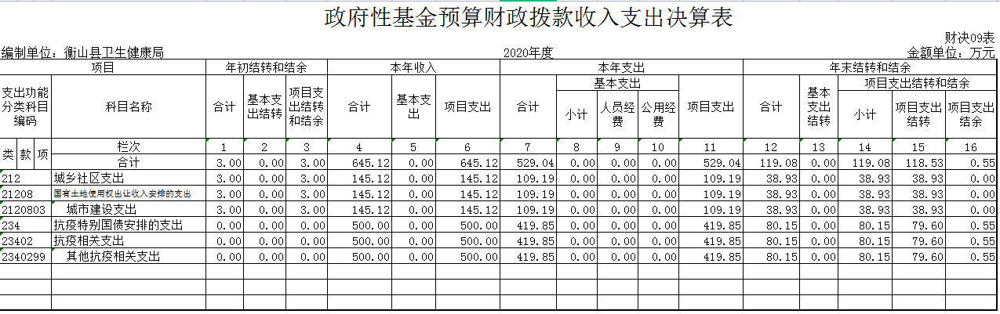 政府性基金预算财政拨款收入支出决算表
财决09表
编制单位：衡山县卫生健康局 2020年度 金额单位：万元
项目 年初结转和结余 本年收入 本年支出 年末结转和结余
支出功能分类科目编码 科目名称 合计 基本支出结转 项目支出结转和结余 合计 基本支出 项目支出 合计 基本支出 项目支出 合计 基本支出结转 项目支出结转和结余
小计 人员经费 公用经费 小计 项目支出结转 项目支出结余
类 款 项 栏次 1 2 3 4 5 6 7 8 9 10 11 12 13 14 15 16
合计 3.00 0.00 3.00 645.12 0.00 645.12 529.04 0.00 0.00 0.00 529.04 119.08 0.00 119.08 118.53 0.55
212 城乡社区支出 3.00 0.00 3.00 145.12 0.00 145.12 109.19 0.00 0.00 0.00 109.19 38.93 0.00 38.93 38.93 0.00
21208 国有土地使用权出让收入安排的支出 3.00 0.00 3.00 145.12 0.00 145.12 109.19 0.00 0.00 0.00 109.19 38.93 0.00 38.93 38.93 0.00
2120803 城市建设支出 3.00 0.00 3.00 145.12 0.00 145.12 109.19 0.00 0.00 0.00 109.19 38.93 0.00 38.93 38.93 0.00
234 抗疫特别国债安排的支出 0.00 0.00 0.00 500.00 0.00 500.00 419.85 0.00 0.00 0.00 419.85 80.15 0.00 80.15 79.60 0.55
23402 抗疫相关支出 0.00 0.00 0.00 500.00 0.00 500.00 419.85 0.00 0.00 0.00 419.85 80.15 0.00 80.15 79.60 0.55
2340299 其他抗疫相关支出 0.00 0.00 0.00 500.00 0.00 500.00 419.85 0.00 0.00 0.00 419.85 80.15 0.00 80.15 79.60 0.55